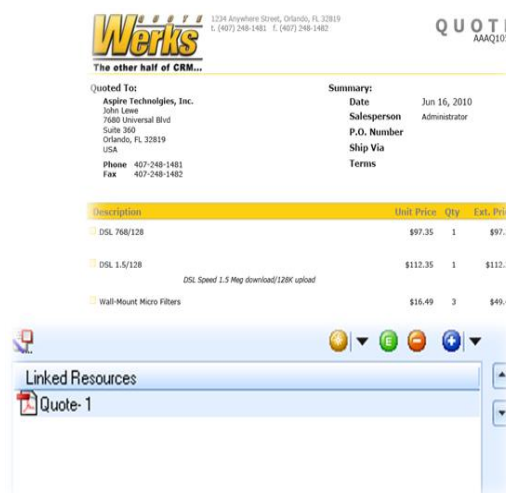 QUOTE
Werks
The other half of CRM...
1234 Anywhere Street, Orlando, FL 32819
t. (407) 248-1481 f. (407) 248-1482
QUOT
AAAQ10
Quoted To:
Aspire Technolgies, Inc.
John Lewe
7680 Universal Blvd
Suite 360
Orlando, FL 32819
USA
Phone 407-248-1481
Fax 407-248-1482
Summary:
Date Jun 16, 2010
Salesperson Administrator
P.O. Number
Ship Via
Terms
Description Unit Price Qty Ext. Pri
DSL 768/128 $97.35 1 $97.
DSL 1.5/128 $112.35 1 $112.
DSL Speed 1.5 Meg download/128K upload
Wall-Mount Micro Filters $16.49 3 $49.
E
Linked Resources
Quote- 1